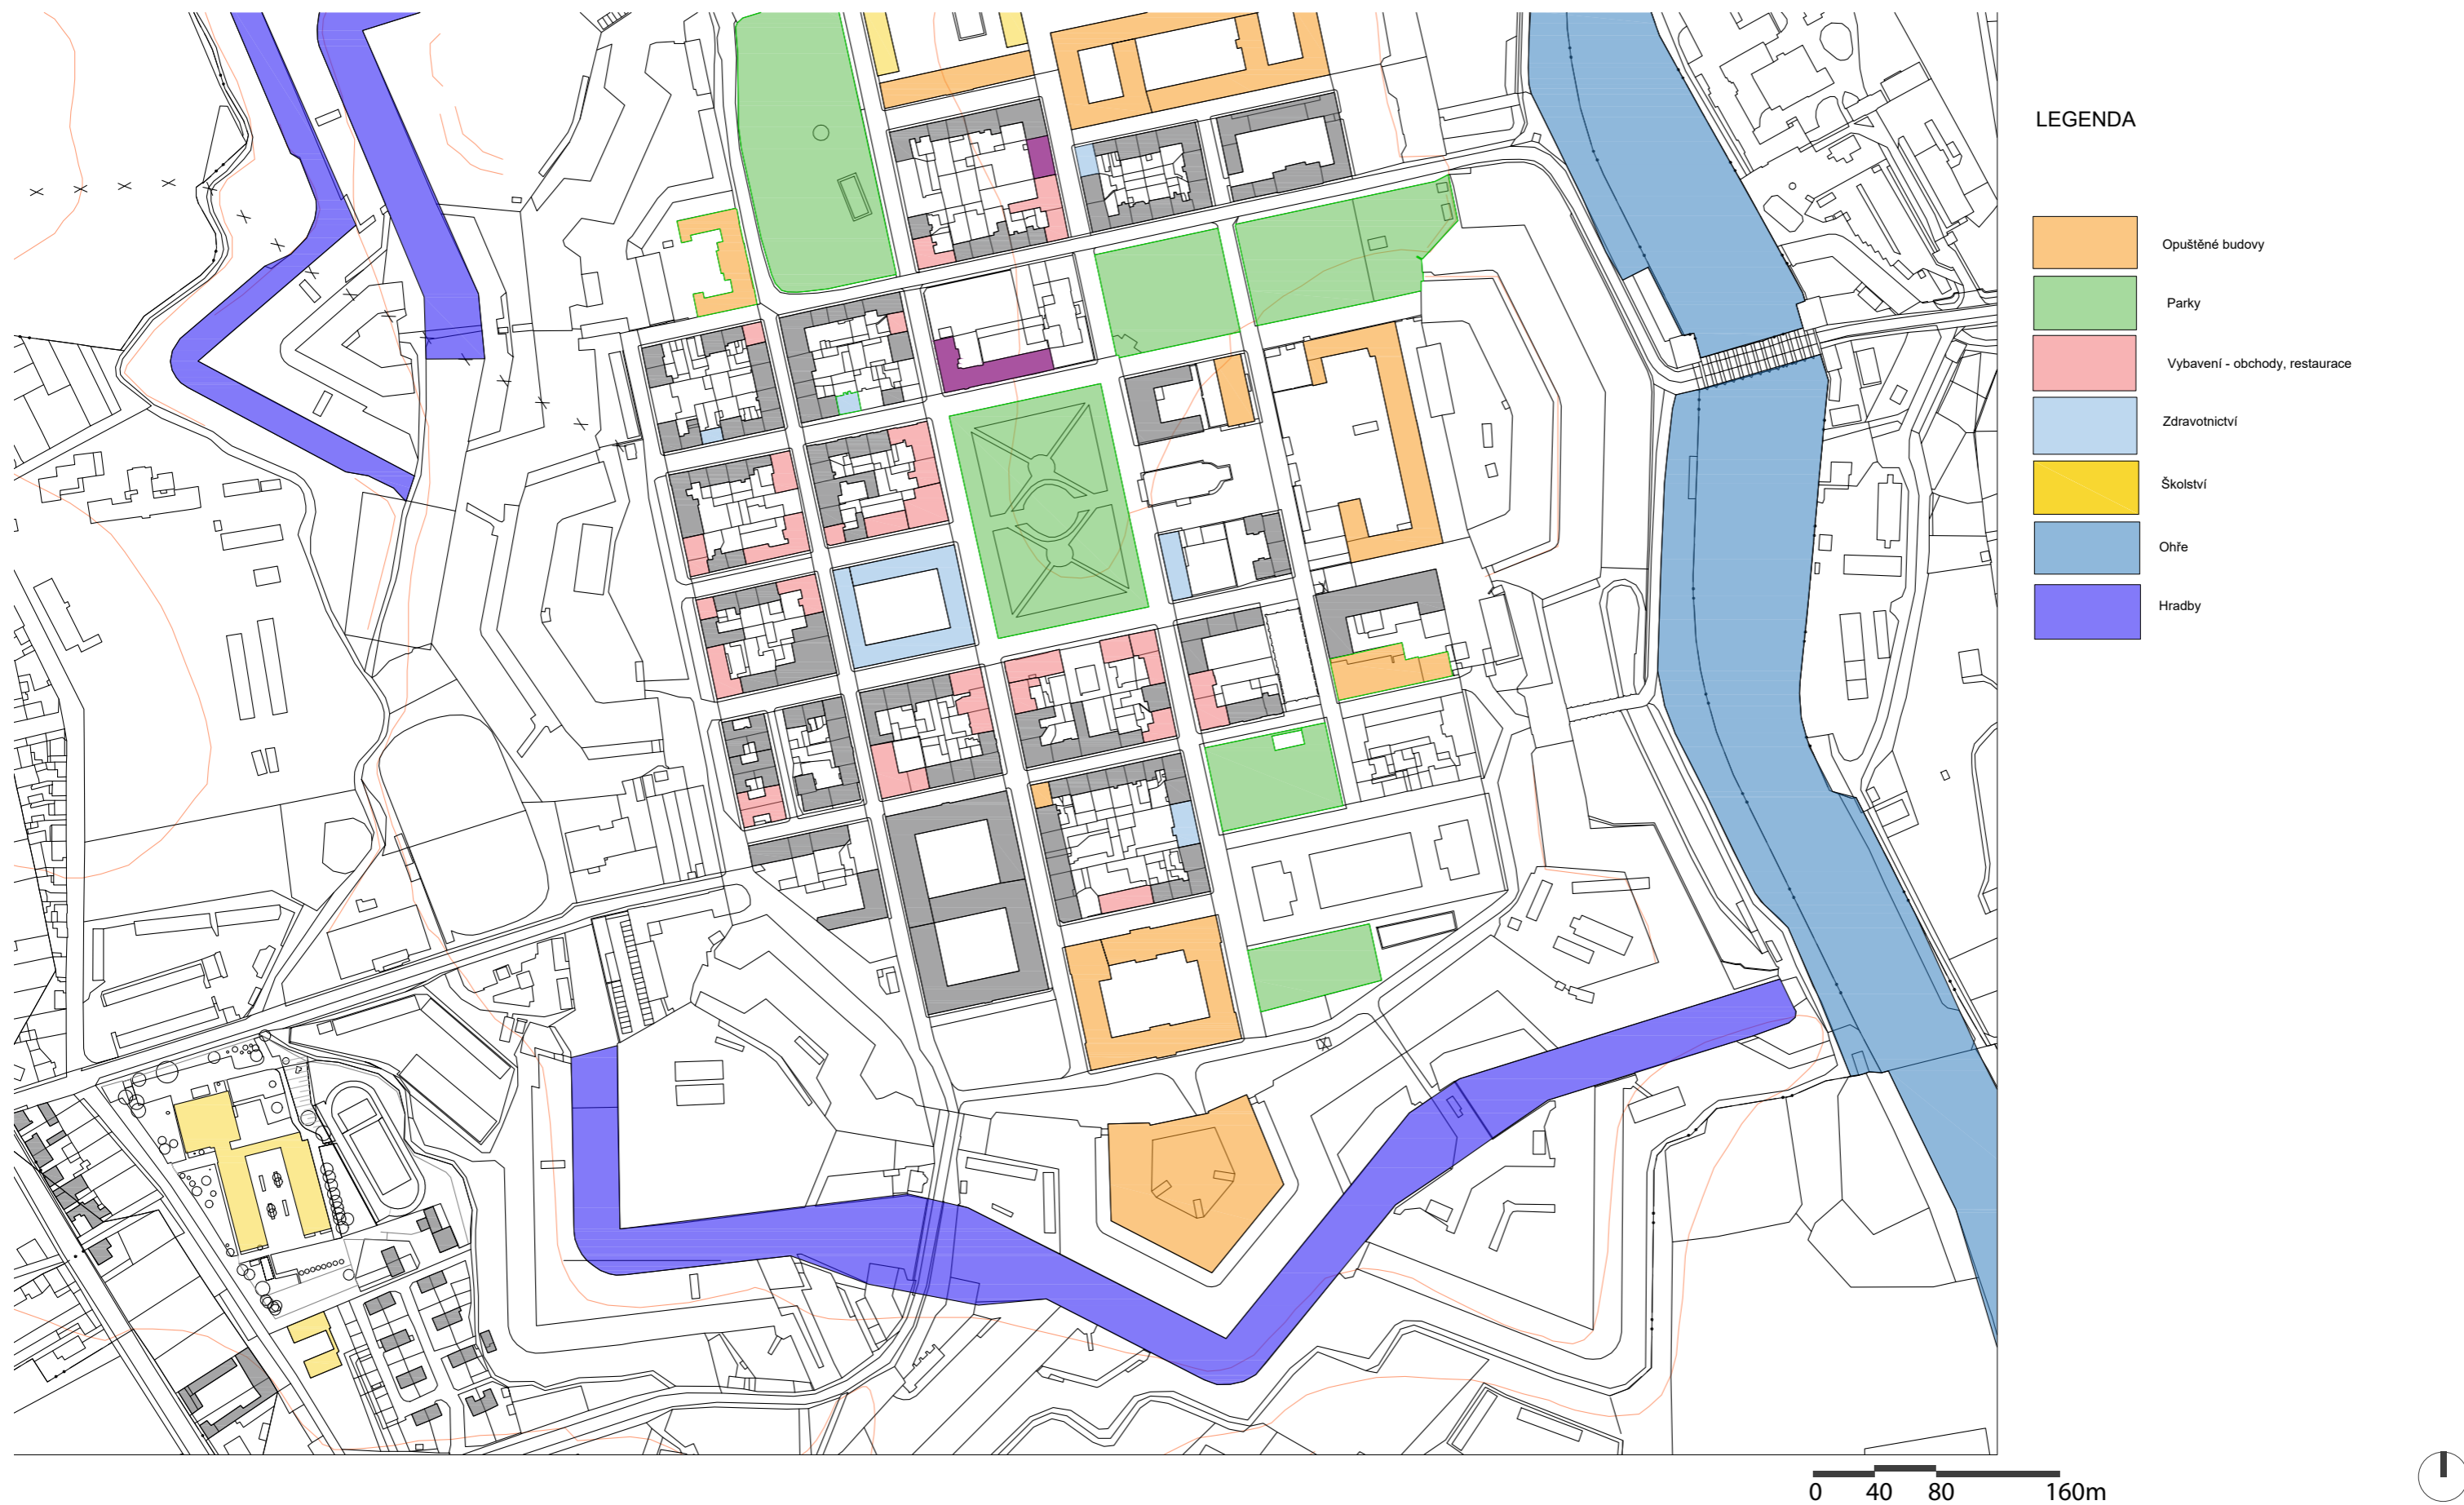 LEGENDA
Opuštěné budovy
Parky
Vybavení - obchody, restaurace
Zdravotnictví
Školství
Ohře
Hradby
0 40 80 160m